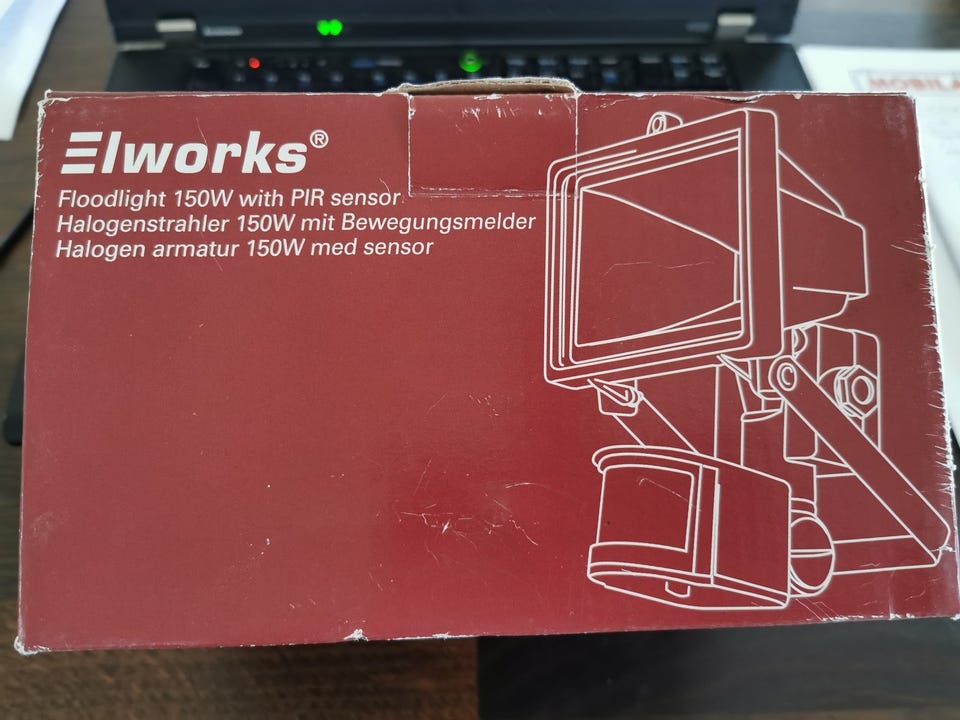 Elworks®
Floodlight 150W with PIR sensor
Halogenstrahler 150W mit Bewegungsmelder
Halogen armatur 150W med sensor